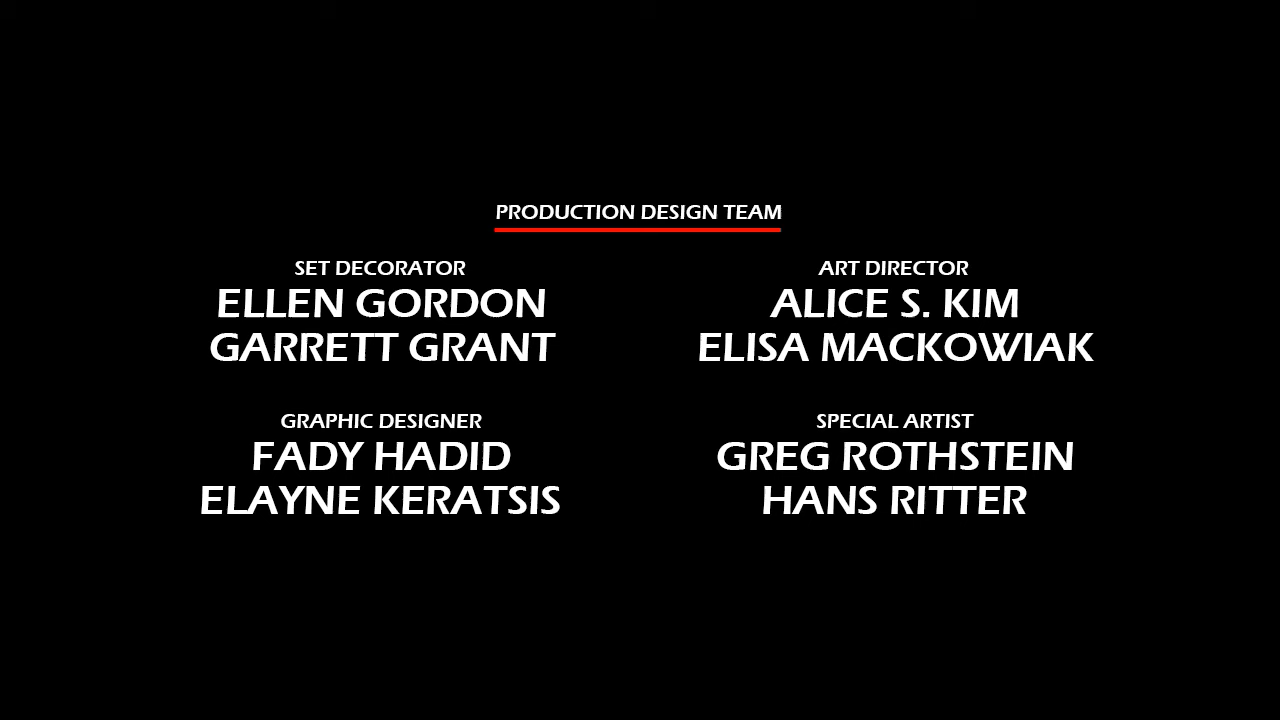 PRODUCTION DESIGN TEAM
SET DECORATOR
ELLEN GORDON
GARRETT GRANT
ART DIRECTOR
ALICE S. KIM
ELISA MACKOWIAK
GRAPHIC DESIGNER
FADY HADID
ELAYNE KERATSIS
SPECIAL ARTIST
GREG ROTHSTEIN
HANS RITTER